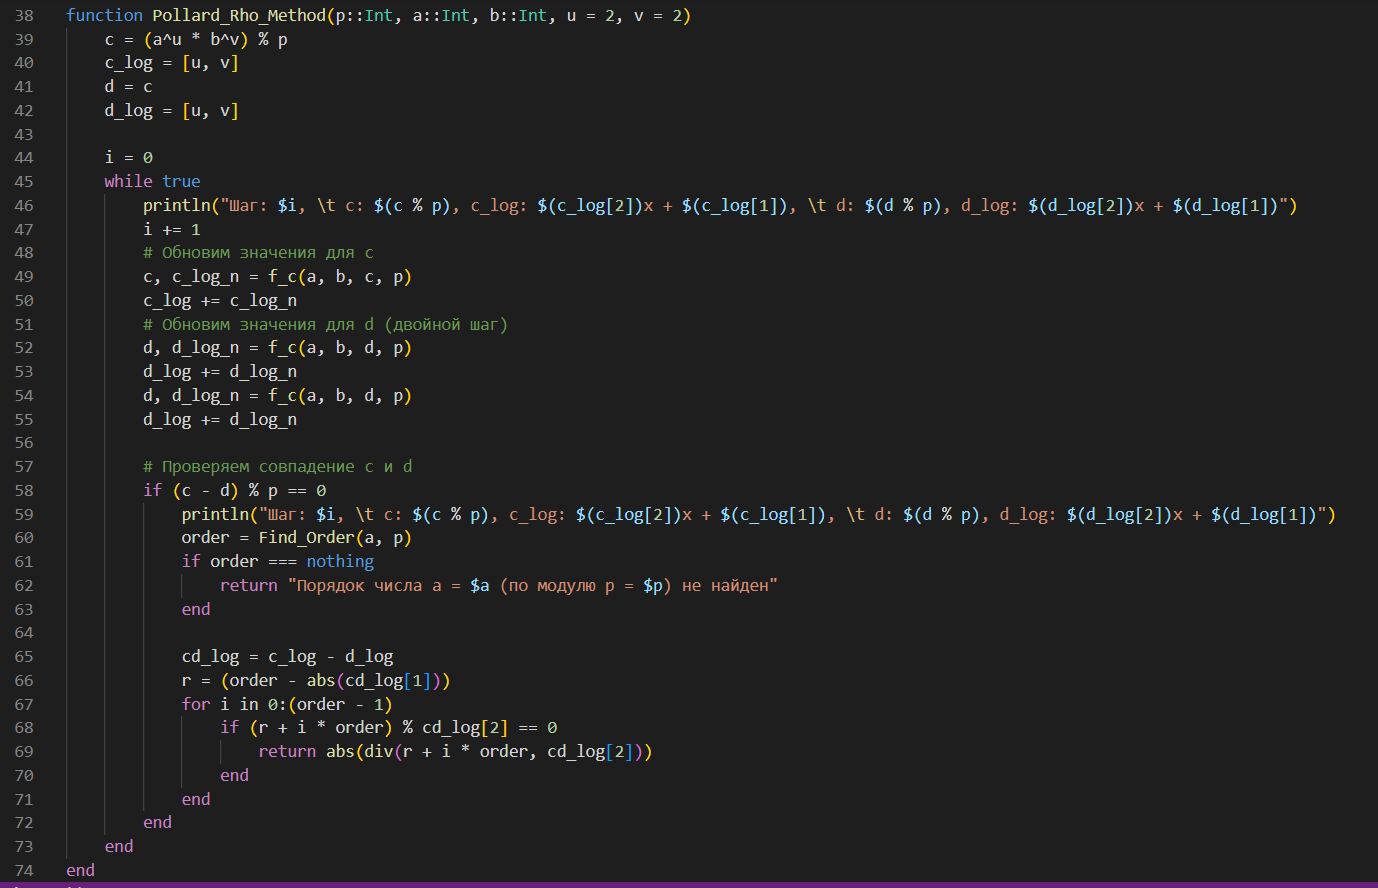 38 function Pollard_Rho_Method(p::Int, a::Int, b::Int, u = 2, v = 2)
39     c = (a^u * b^v) % p
40     c_log = [u, v]
41     d = c
42     d_log = [u, v]
43
44     i = 0
45     while true
46         println("Шаг: $i, \t c: $(c % p), c_log: $(c_log[2])x + $(c_log[1]), \t d: $(d % p), d_log: $(d_log[2])x + $(d_log[1])")
47         i += 1
48         # Обновим значения для c
49         c, c_log_n = f_c(a, b, c, p)
50         c_log += c_log_n
51         # Обновим значения для d (двойной шаг)
52         d, d_log_n = f_c(a, b, d, p)
53         d_log += d_log_n
54         d, d_log_n = f_c(a, b, d, p)
55         d_log += d_log_n
56
57         # Проверяем совпадение c и d
58         if (c - d) % p == 0
59             println("Шаг: $i, \t c: $(c % p), c_log: $(c_log[2])x + $(c_log[1]), \t d: $(d % p), d_log: $(d_log[2])x + $(d_log[1])")
60             order = Find_Order(a, p)
61             if order === nothing
62                 return "Порядок числа a = $a (по модулю p = $p) не найден"
63             end
64
65             cd_log = c_log - d_log
66             r = (order - abs(cd_log[1]))
67             for i in 0:(order - 1)
68                 if (r + i * order) % cd_log[2] == 0
69                     return abs(div(r + i * order, cd_log[2]))
70                 end
71             end
72         end
73     end
74 end